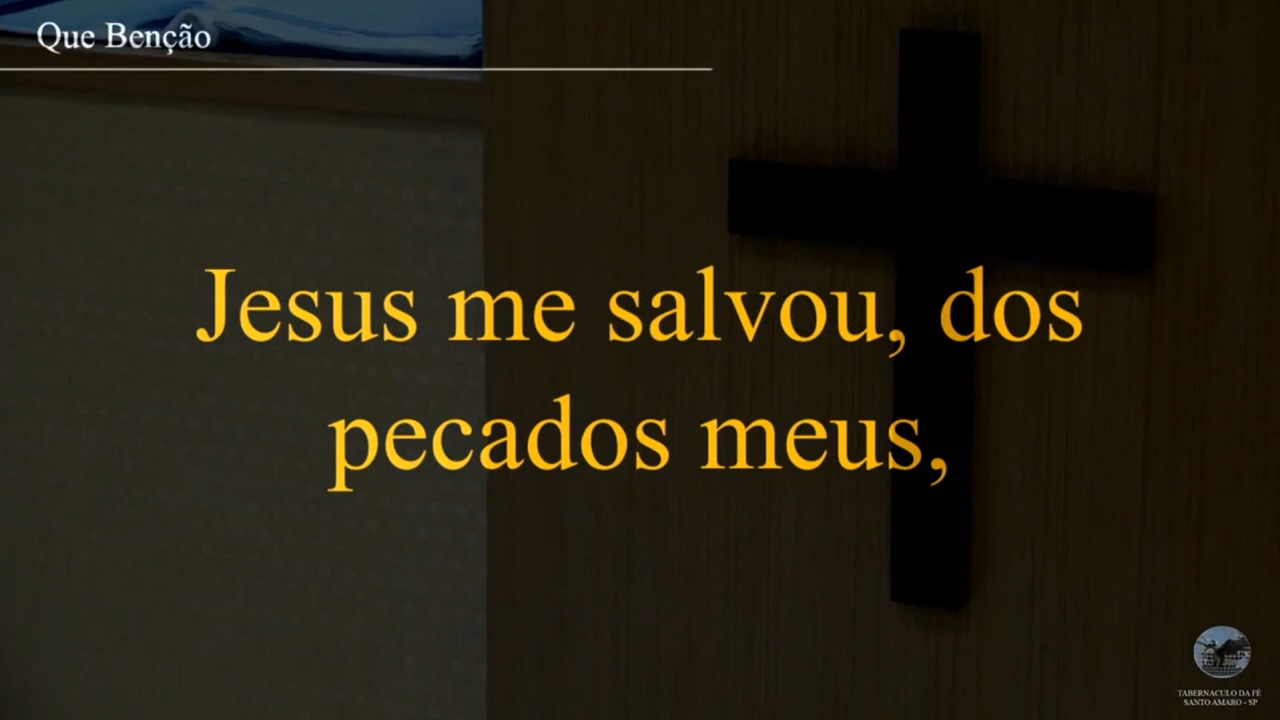 Que Benção
Jesus me salvou, dos
pecados meus,
TABERNACULO DA FÉ
SANTO AMARO - SP